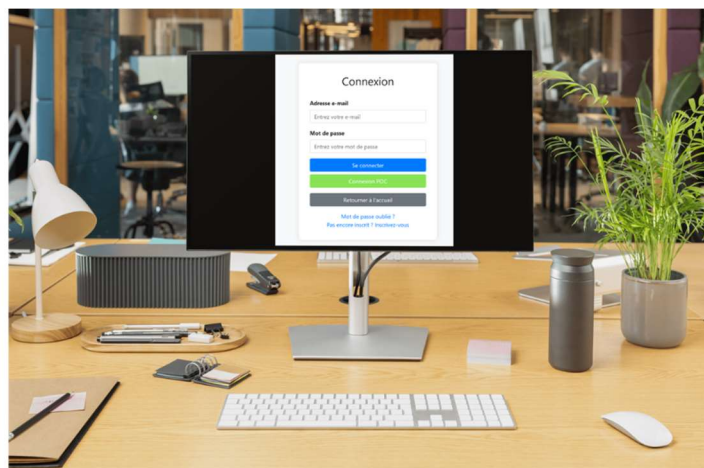 Connexion
Adresse e-mail
Entrez votre e-mail
Mot de passe
Entrez votre mot de passe
Se connecter
Connexion
Retourner à l'accueil
Mot de passe oublié ?
Pas encore inscrit ? Inscrivez-vous